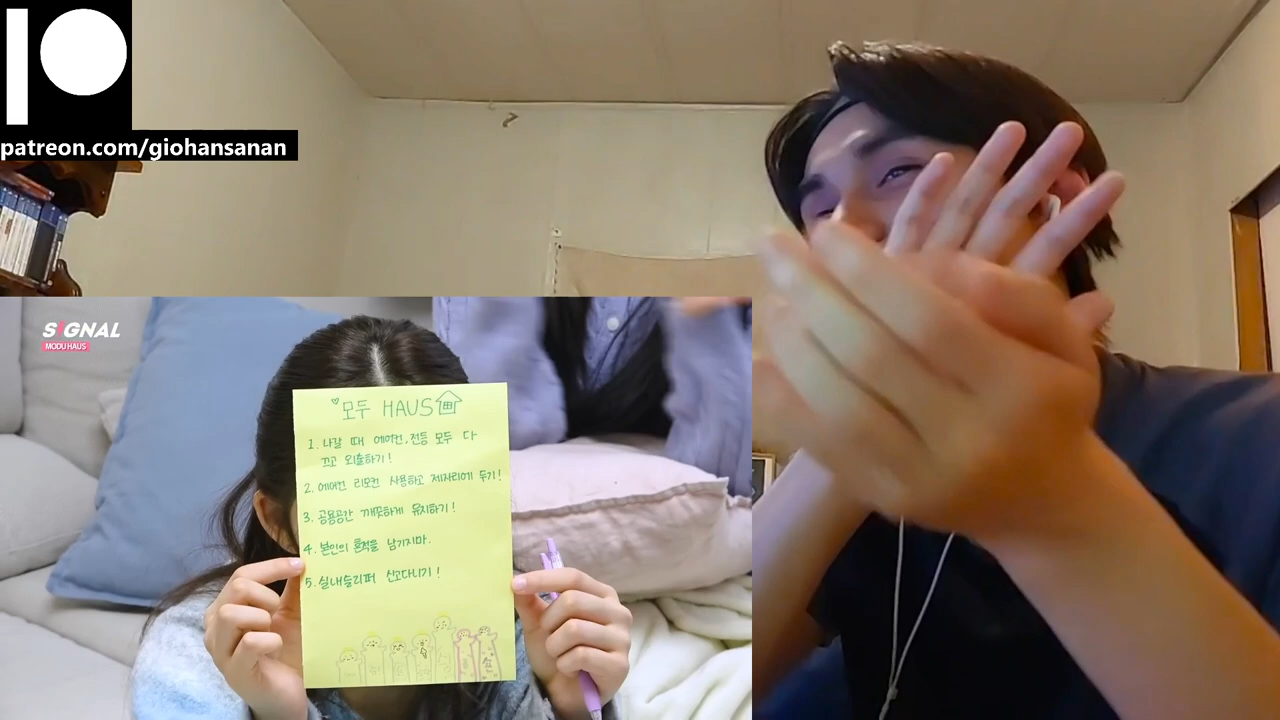 patreon.com/giohansanan
SIGNAL
MODU HAUS
모두 HAUS
1. 나갈 때 에어컨, 전등 모두 다
끄고 외출하기!
2. 에어컨 리모컨 사용하고 제자리에 두기!
3. 공용공간 깨끗하게 유지하기!
4. 본인의 흔적을 남기지마.
5. 실내슬리퍼 신고다니기!